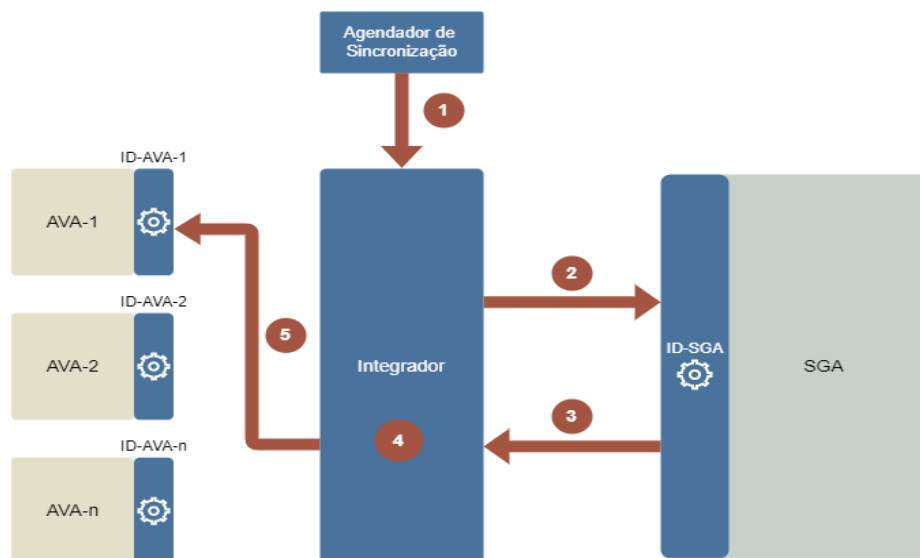 Agendador de
Sincronização
1
ID-AVA-1
AVA-1
2
ID-AVA-2
5
AVA-2
Integrador
ID-SGA
SGA
3
4
ID-AVA-n
AVA-n